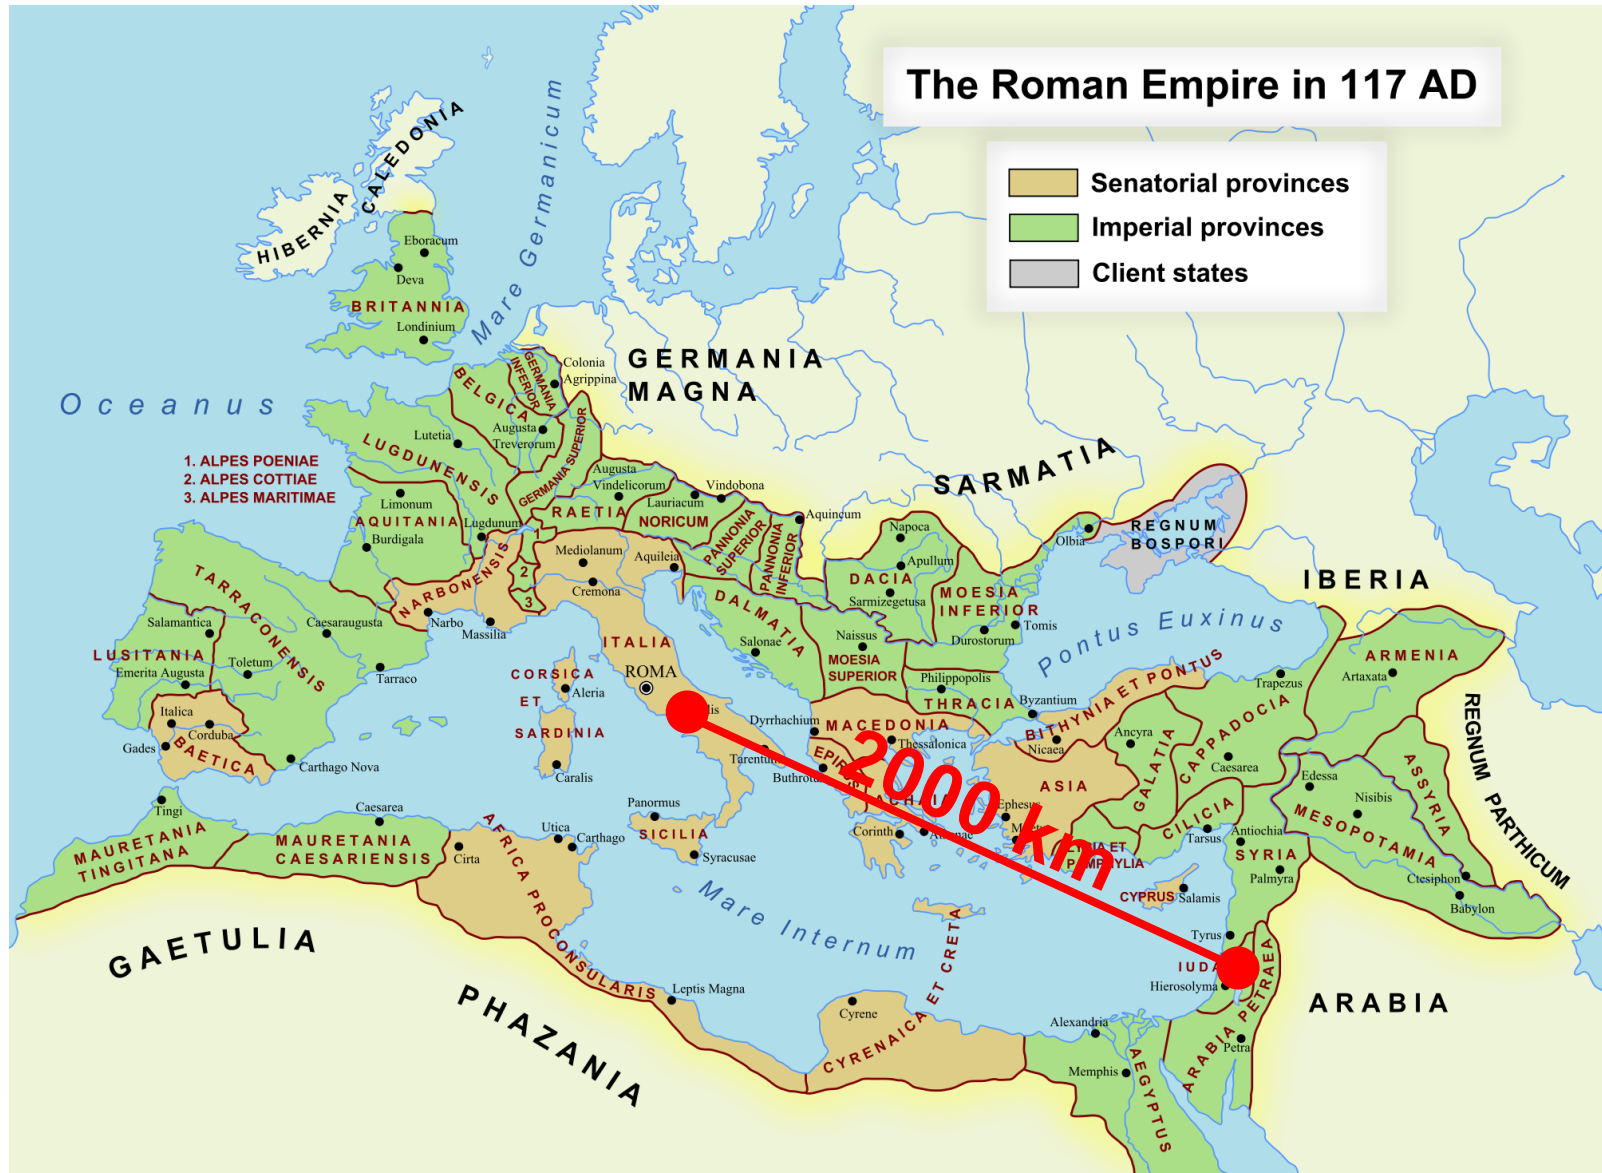 The Roman Empire in 117 AD
Senatorial provinces
Imperial provinces
Client states
HIBERNIA
CALEDONIA
Mare Germanicum
Eboracum
Deva
BRITANNIA
Londinium
Oceanus
GERMANIA
MAGNA
GERMANIA
INFERIOR
Colonia
Agrippina
BELGICA
Augusta
Treverorum
Lutetia
LUGDUNENSIS
GERMANIA SUPERIOR
1. ALPES POENIAE
2. ALPES COTTIAE
3. ALPES MARITIMAE
Limonum
AQUITANIA
Burdigala
Lugdunum
Augusta
Vindelicorum
RAETIA
Lauriacum
NORICUM
Vindobona
PANNONIA
SUPERIOR
PANNONIA
INFERIOR
Aquincum
SARMATIA
Napoca
Apullum
DACIA
Sarmizegetusa
MOESIA
INFERIOR
Durostorum
Tomis
Olbia
REGNUM
BOSPORI
IBERIA
Pontus Euxinus
1
2
3
NARBONENSIS
Narbo
Massilia
Mediolanum
Cremona
Aquileia
DALMATIA
Salonae
Naissus
MOESIA
SUPERIOR
ITALIA
ROMA
TARRACONENSIS
Salamantica
Caesaraugusta
LUSITANIA
Toletum
Emerita Augusta
Tarraco
Italica
Corduba
Gades
BAETICA
Carthago Nova
CORSICA
ET
SARDINIA
Aleria
Caralis
Philippopolis
THRACIA
Byzantium
BITHYNIA ET PONTUS
Nicaea
Trapezus
ARMENIA
Artaxata
REGNUM PARTHICUM
Dyrrhachium
MACEDONIA
Thessalonica
Buthrotum
2000 km
ASIA
Ancyra
GALATIA
CAPPADOCIA
Caesarea
CILICIA
Tarsus
Antiochia
SYRIA
Palmyra
Edessa
Nisibis
MESOPOTAMIA
ASSYRIA
Ctesiphon
Babylon
Ephesus
Corinth
CYPRUS
Salamis
Tyrus
Hierosolyma
ARABIA PETRAEA
Petra
ARABIA
Tingi
MAURETANIA
TINGITANA
Caesarea
MAURETANIA
CAESARIENSIS
Cirta
Utica
Carthago
AFRICA PROCONSULARIS
Panormus
SICILIA
Syracusae
Mare Internum
Leptis Magna
GAETULIA
PHAZANIA
Cyrene
CYRENAICA ET CRETA
Alexandria
Memphis
AEGYPTUS